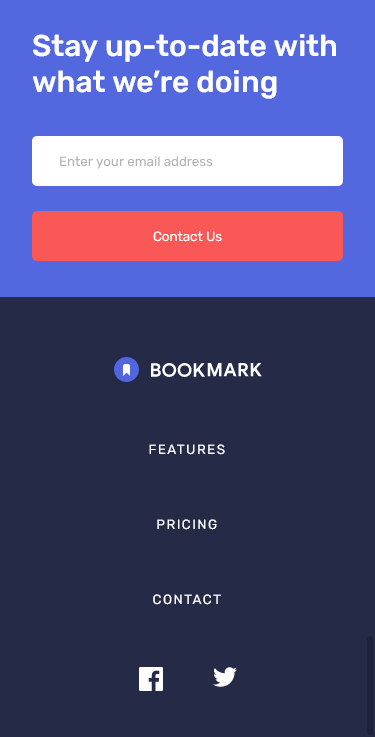 Stay up-to-date with
what we’re doing
Enter your email address
Contact Us
BOOKMARK
FEATURES
PRICING
CONTACT